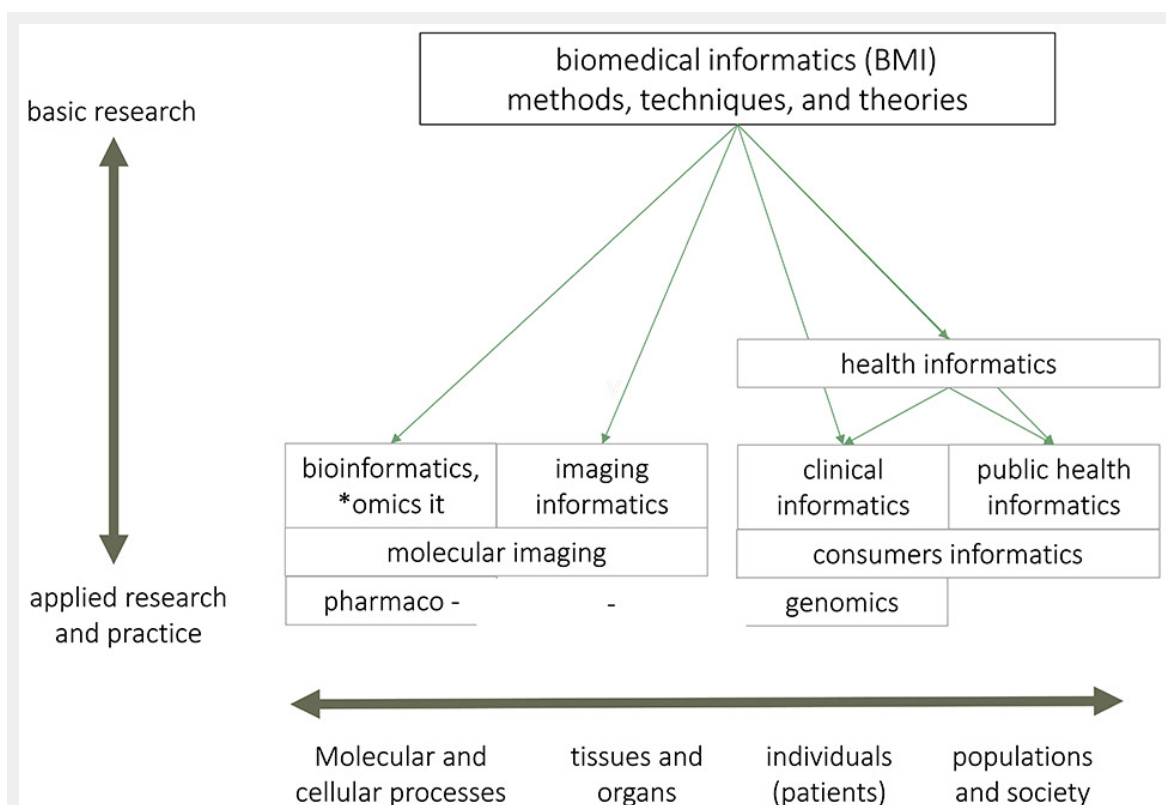 biomedical informatics (BMI)
methods, techniques, and theories
basic research
health informatics
bioinformatics,
*omics it
imaging
informatics
clinical
informatics
public health
informatics
molecular imaging
consumers informatics
applied research
and practice
pharmaco -
-
genomics
Molecular and
cellular processes
tissues and
organs
individuals
(patients)
populations
and society